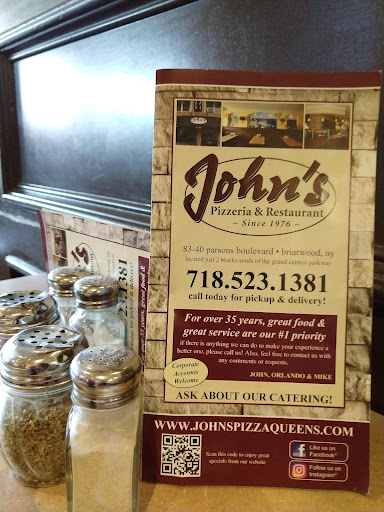 John's
Pizzeria & Restaurant
~ Since 1976 ~
83-40 parsons boulevard • briarwood, ny
located just 2 blocks south of the grand central parkway
718.523.1381
call today for pickup & delivery!
For over 35 years, great food &
great service are our #1 priority
if there is anything we can do to make your experience a
better one, please call us! Also, feel free to contact us with
any comments or requests.
JOHN, ORLANDO & MIKE
Corporate
Accounts
Welcome
ASK ABOUT OUR CATERING!
WWW.JOHNSPIZZAQUEENS.COM
Scan this code to enjoy great
specials from our website
Like us on
Facebook
Follow us on
Instagram